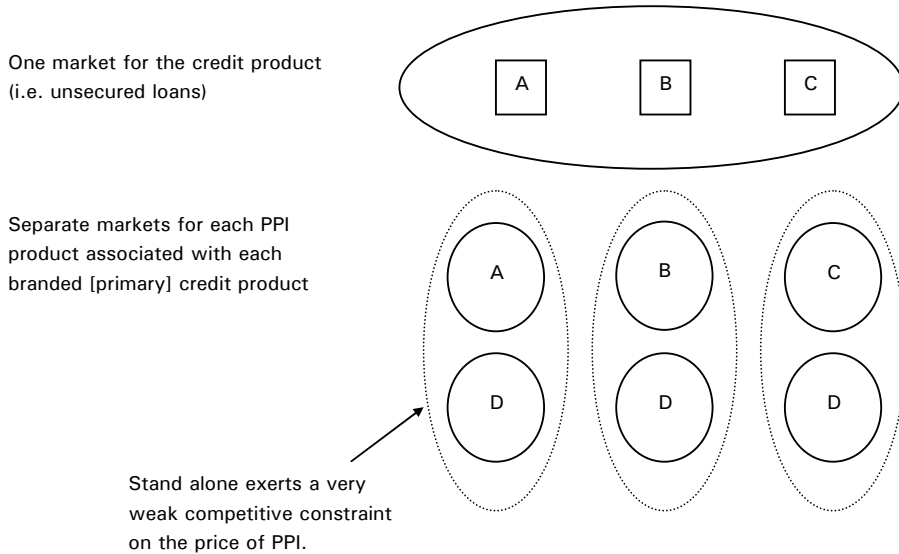 One market for the credit product
(i.e. unsecured loans)
A B C
Separate markets for each PPI
product associated with each
branded [primary] credit product
A B C
D D D
Stand alone exerts a very
weak competitive constraint
on the price of PPI.